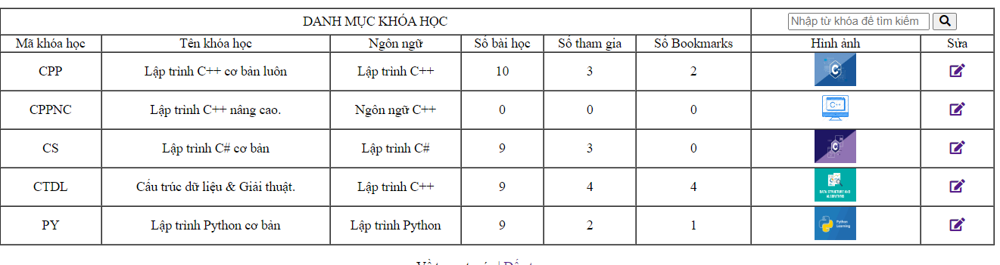 DANH MỤC KHÓA HỌC Nhập từ khóa để tìm kiếm
Mã khóa học Tên khóa học Ngôn ngữ Số bài học Số tham gia Số Bookmarks Hình ảnh Sửa
CPP Lập trình C++ cơ bản luôn Lập trình C++ 10 3 2
CPPNC Lập trình C++ nâng cao. Ngôn ngữ C++ 0 0 0
C++
CS Lập trình C# cơ bản Lập trình C# 9 3 0
CTDL Cấu trúc dữ liệu & Giải thuật. Lập trình C++ 9 4 4
DATA STRUCTURE AND
ALGORITHMS
PY Lập trình Python cơ bản Lập trình Python 9 2 1
Python
Learning